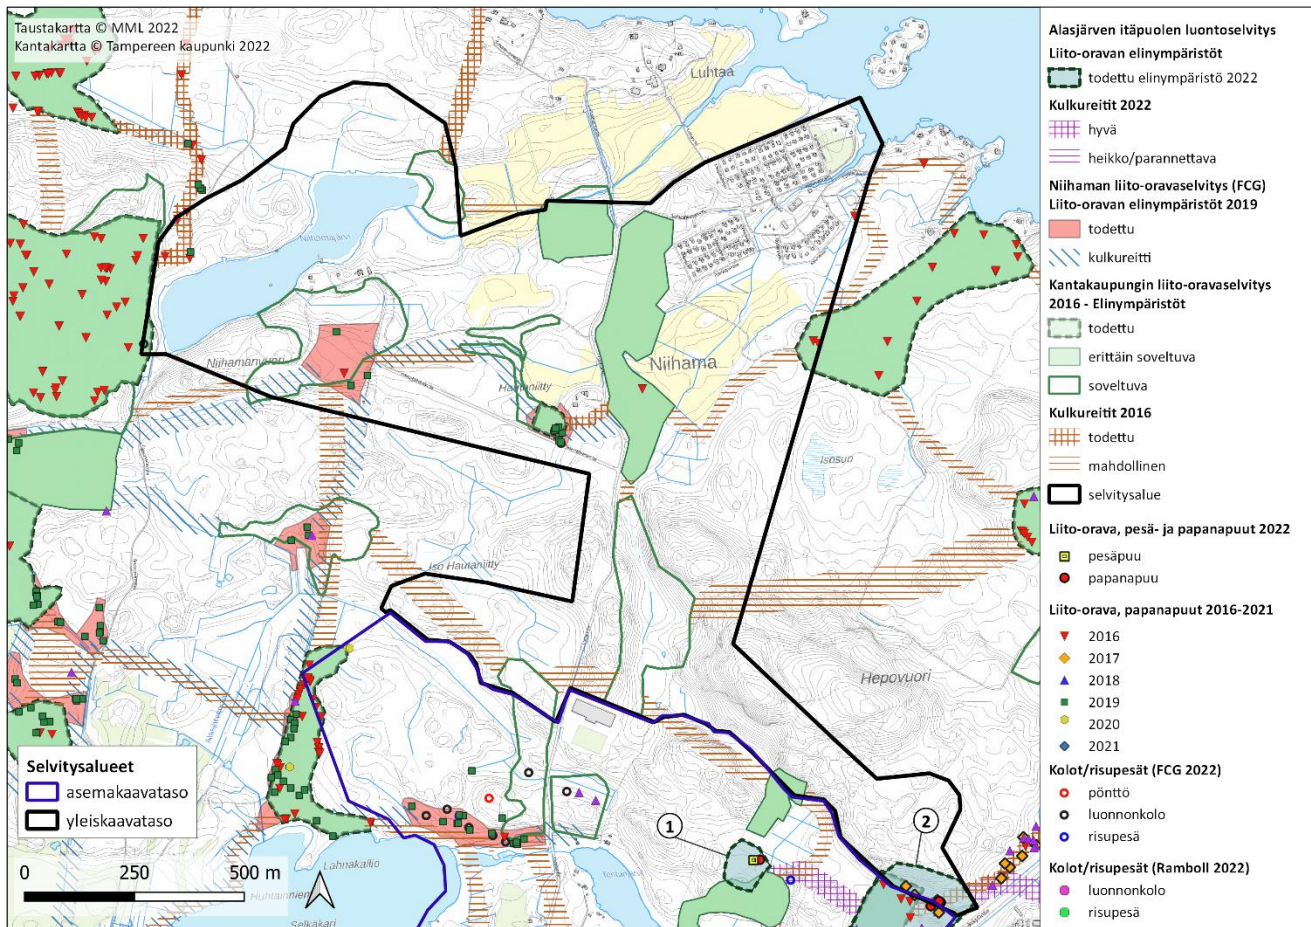 Taustakartta © MML 2022
Kantakartta © Tampereen kaupunki 2022
Luhtaa
Niihamanjärvi
Niihamanvuori
Niihama
Hautaniitty
Isosuo
Iso Hautaniitty
Hepovuori
Lahnakallio
Huhtainniemi
Selkäkari
1
2
Selvitysalueet
asemakaavataso
yleiskaavataso
0 250 500 m
Alasjärven itäpuolen luontoselvitys
Liito-oravan elinympäristöt
todettu elinympäristö 2022
Kulkureitit 2022
hyvä
heikko/parannettava
Niihaman liito-oravaselvitys (FCG)
Liito-oravan elinympäristöt 2019
todettu
kulkureitti
Kantakaupungin liito-oravaselvitys
2016 - Elinympäristöt
todettu
erittäin soveltuva
soveltuva
Kulkureitit 2016
todettu
mahdollinen
selvitysalue
Liito-orava, pesä- ja papanapuut 2022
pesäpuu
papanapuu
Liito-orava, papanapuut 2016-2021
2016
2017
2018
2019
2020
2021
Kolot/risupesät (FCG 2022)
pönttö
luonnonkolo
risupesä
Kolot/risupesät (Ramboll 2022)
luonnonkolo
risupesä